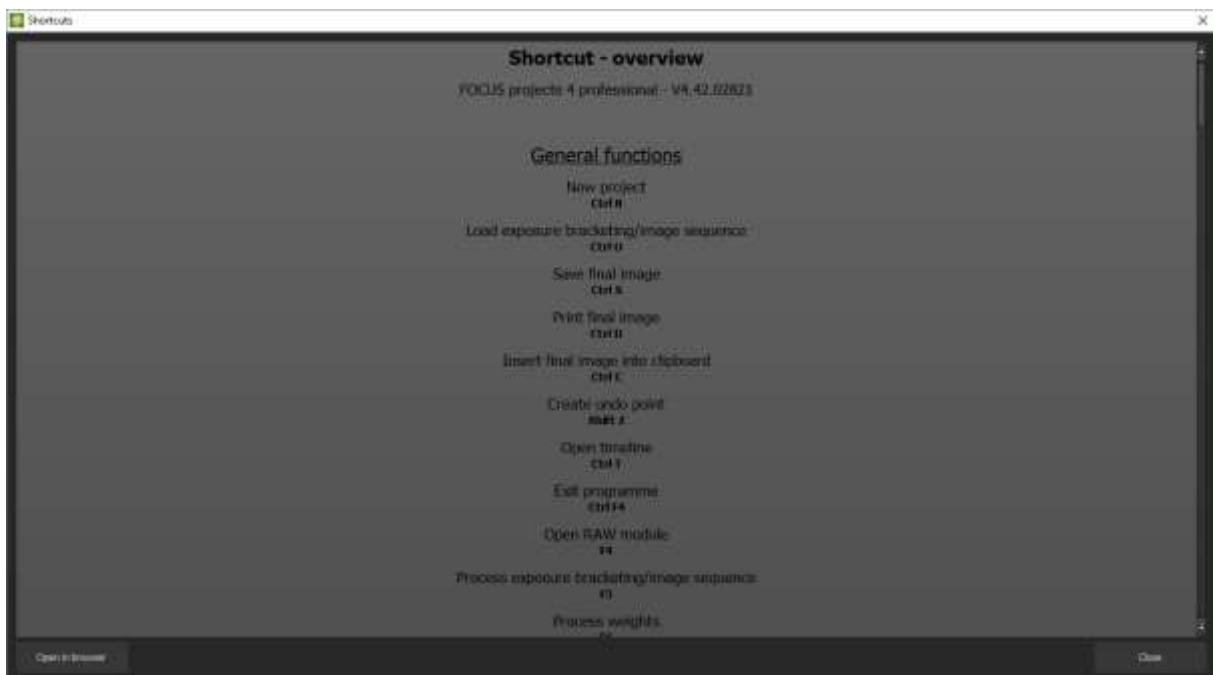 Shortcuts
Shortcut - overview
FOCUS projects 4 professional - V4.42.02821
General functions
New project
Ctrl N
Load exposure bracketing/image sequence
Ctrl O
Save final image
Ctrl S
Print final image
Ctrl D
Insert final image into clipboard
Ctrl C
Create undo point
Shift Z
Open timeline
Ctrl T
Exit programme
Ctrl F4
Open RAW module
F4
Process exposure bracketing/image sequence
F5
Process weights
Open in browser
Close